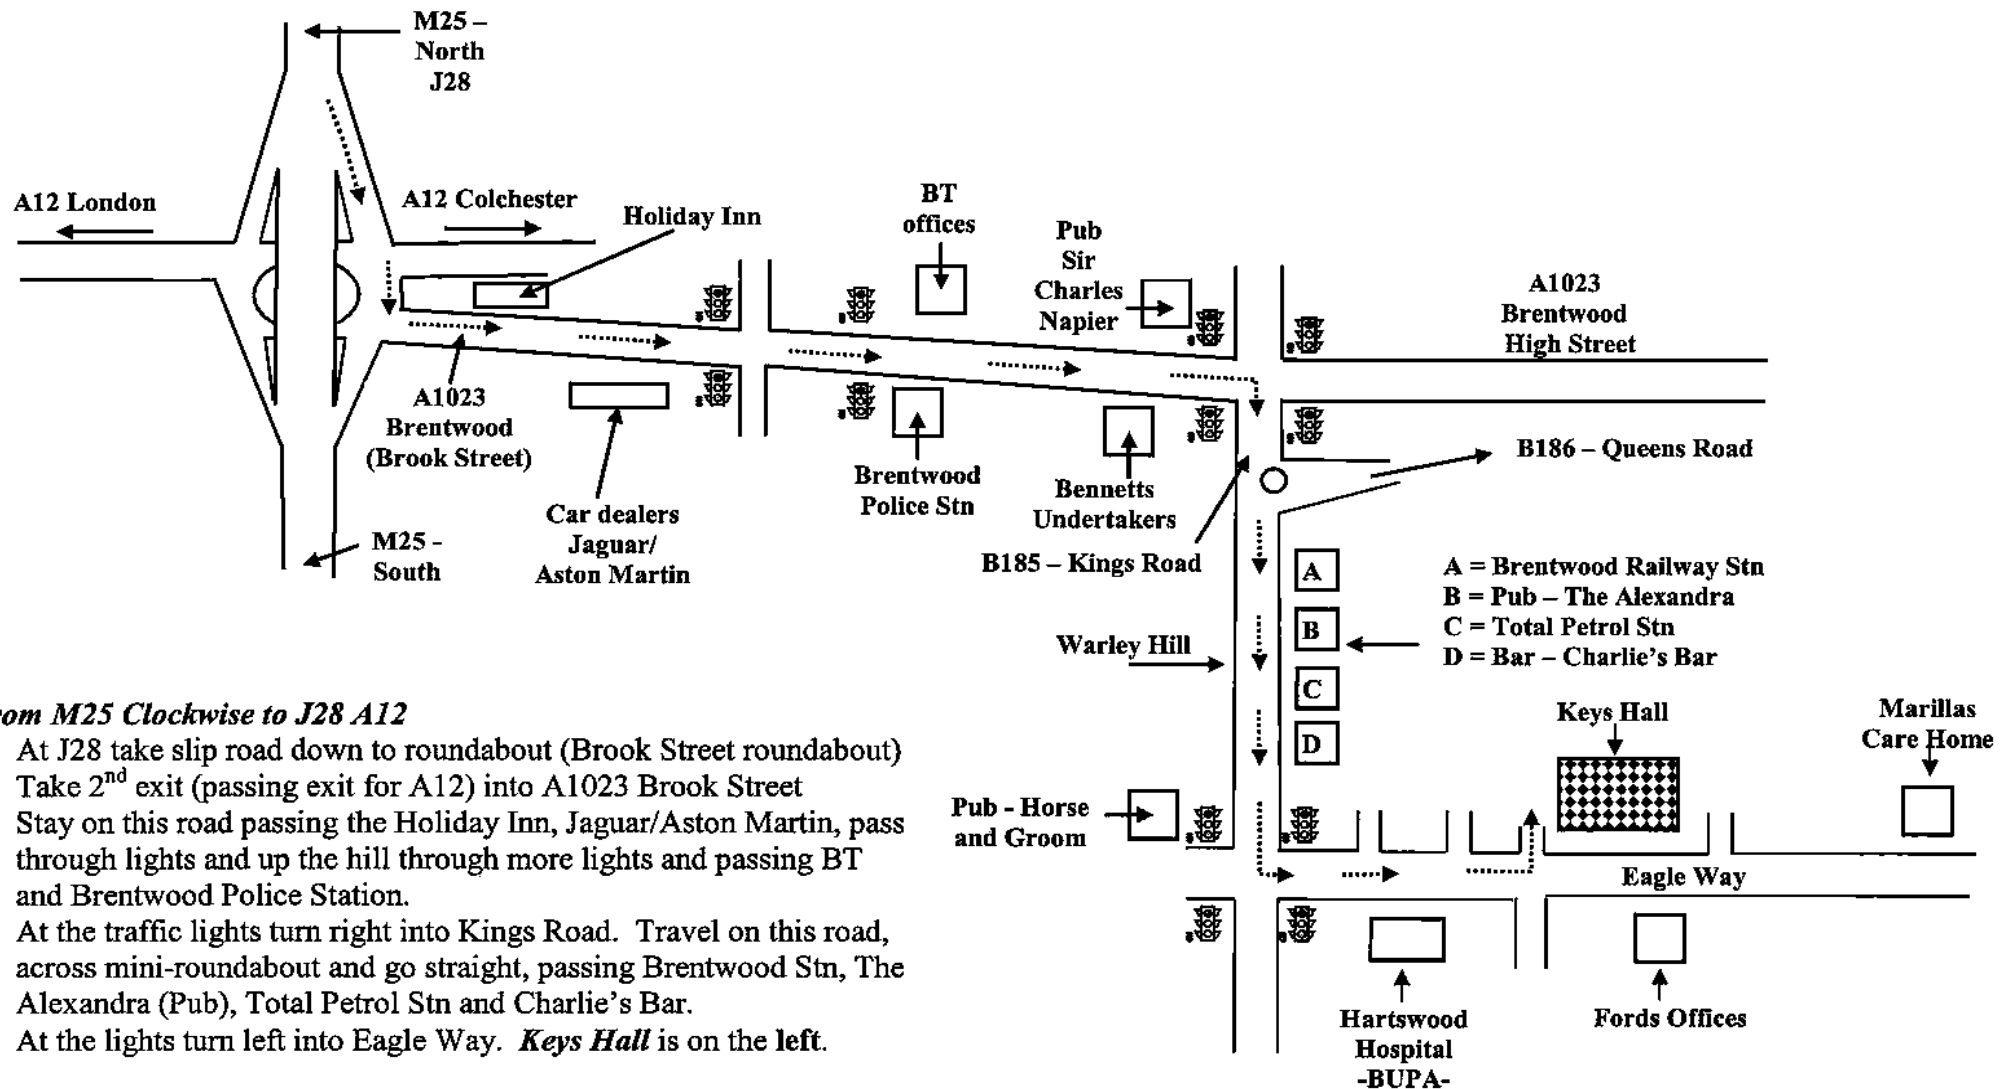 M25 –
North
J28
A12 London
A12 Colchester
Holiday Inn
BT
offices
Pub
Sir
Charles
Napier
A1023
Brentwood
High Street
A1023
Brentwood
(Brook Street)
Car dealers
Jaguar/
Aston Martin
M25 -
South
Brentwood
Police Stn
Bennetts
Undertakers
B186 – Queens Road
B185 – Kings Road
A
B
C
D
A = Brentwood Railway Stn
B = Pub – The Alexandra
C = Total Petrol Stn
D = Bar – Charlie's Bar
Warley Hill
Keys Hall
Marillas
Care Home
Pub - Horse
and Groom
Eagle Way
Hartswood
Hospital
-BUPA-
Fords Offices
om M25 Clockwise to J28 A12
At J28 take slip road down to roundabout (Brook Street roundabout)
Take 2nd exit (passing exit for A12) into A1023 Brook Street
Stay on this road passing the Holiday Inn, Jaguar/Aston Martin, pass
through lights and up the hill through more lights and passing BT
and Brentwood Police Station.
At the traffic lights turn right into Kings Road. Travel on this road,
across mini-roundabout and go straight, passing Brentwood Stn, The
Alexandra (Pub), Total Petrol Stn and Charlie's Bar.
At the lights turn left into Eagle Way. Keys Hall is on the left.